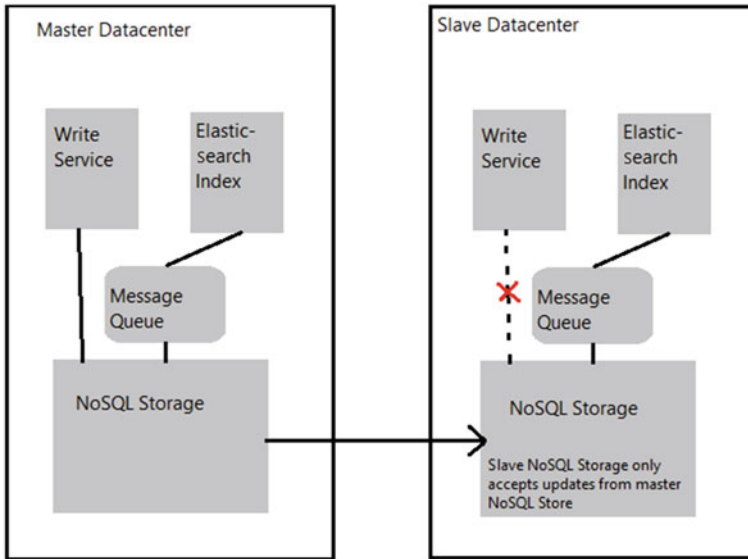 Master Datacenter
Write
Service
Elastic-
search
Index
Message
Queue
NoSQL Storage
Slave Datacenter
Write
Service
Elastic-
search
Index
Message
Queue
NoSQL Storage
Slave NoSQL Storage only
accepts updates from master
NoSQL Store